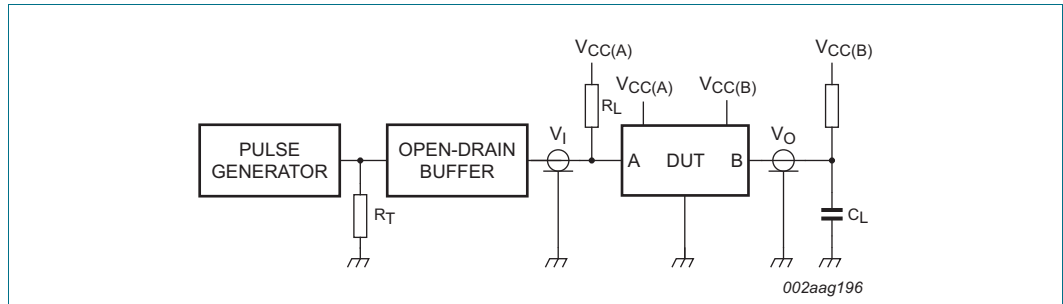 VCC(A)
VCC(B)
VCC(A)
VCC(B)
RL
VI
VO
PULSE
GENERATOR
OPEN-DRAIN
BUFFER
A
DUT
B
RT
CL
002aag196